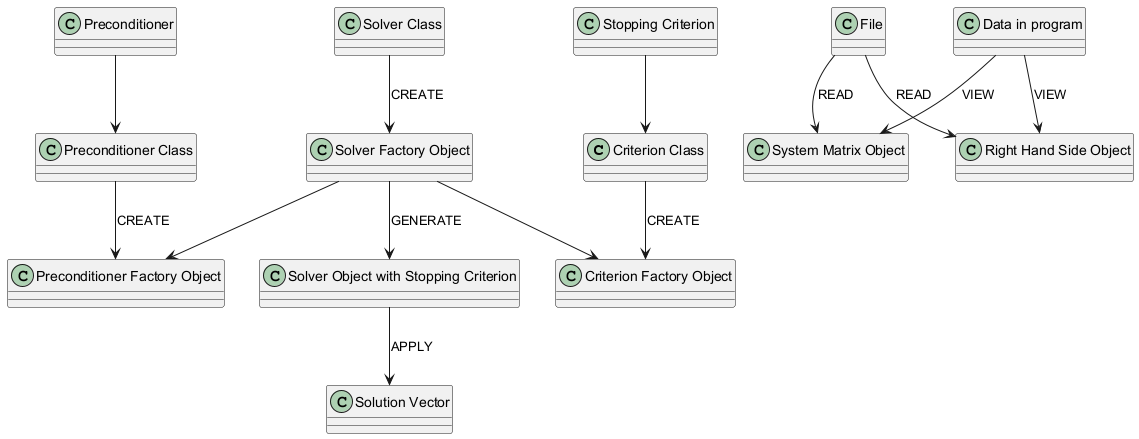 C Preconditioner
C Solver Class
C Stopping Criterion
C File
C Data in program
CREATE
READ
READ
VIEW
VIEW
C Preconditioner Class
C Solver Factory Object
C Criterion Class
C System Matrix Object
C Right Hand Side Object
CREATE
GENERATE
CREATE
C Preconditioner Factory Object
C Solver Object with Stopping Criterion
C Criterion Factory Object
APPLY
C Solution Vector